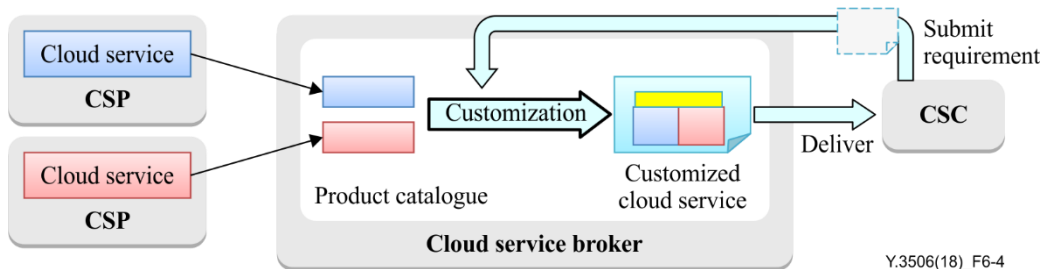 Cloud service
CSP
Cloud service
CSP
Product catalogue
Customization
Customized
cloud service
Cloud service broker
Deliver
Submit
requirement
CSC
Y.3506(18) F6-4